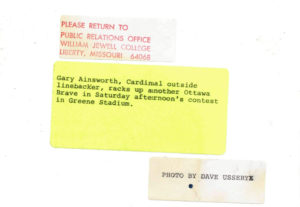 PLEASE RETURN TO
PUBLIC RELATIONS OFFICE
WILLIAM JEWELL COLLEGE
LIBERTY, MISSOURI 64068
Gary Ainsworth, Cardinal outside
linebacker, racks up another Ottawa
Brave in Saturday afternoon's contest
in Greene Stadium.
PHOTO BY DAVE USSERYX